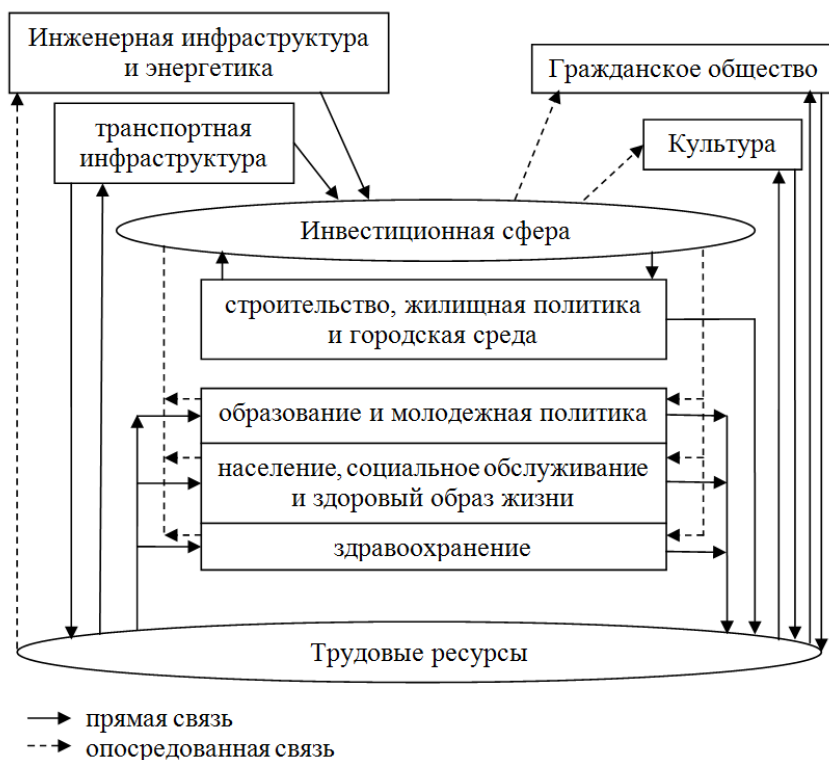 Инженерная инфраструктура
и энергетика
Гражданское общество
транспортная
инфраструктура
Культура
Инвестиционная сфера
строительство, жилищная политика
и городская среда
образование и молодежная политика
население, социальное обслуживание
и здоровый образ жизни
здравоохранение
Трудовые ресурсы
прямая связь
опосредованная связь